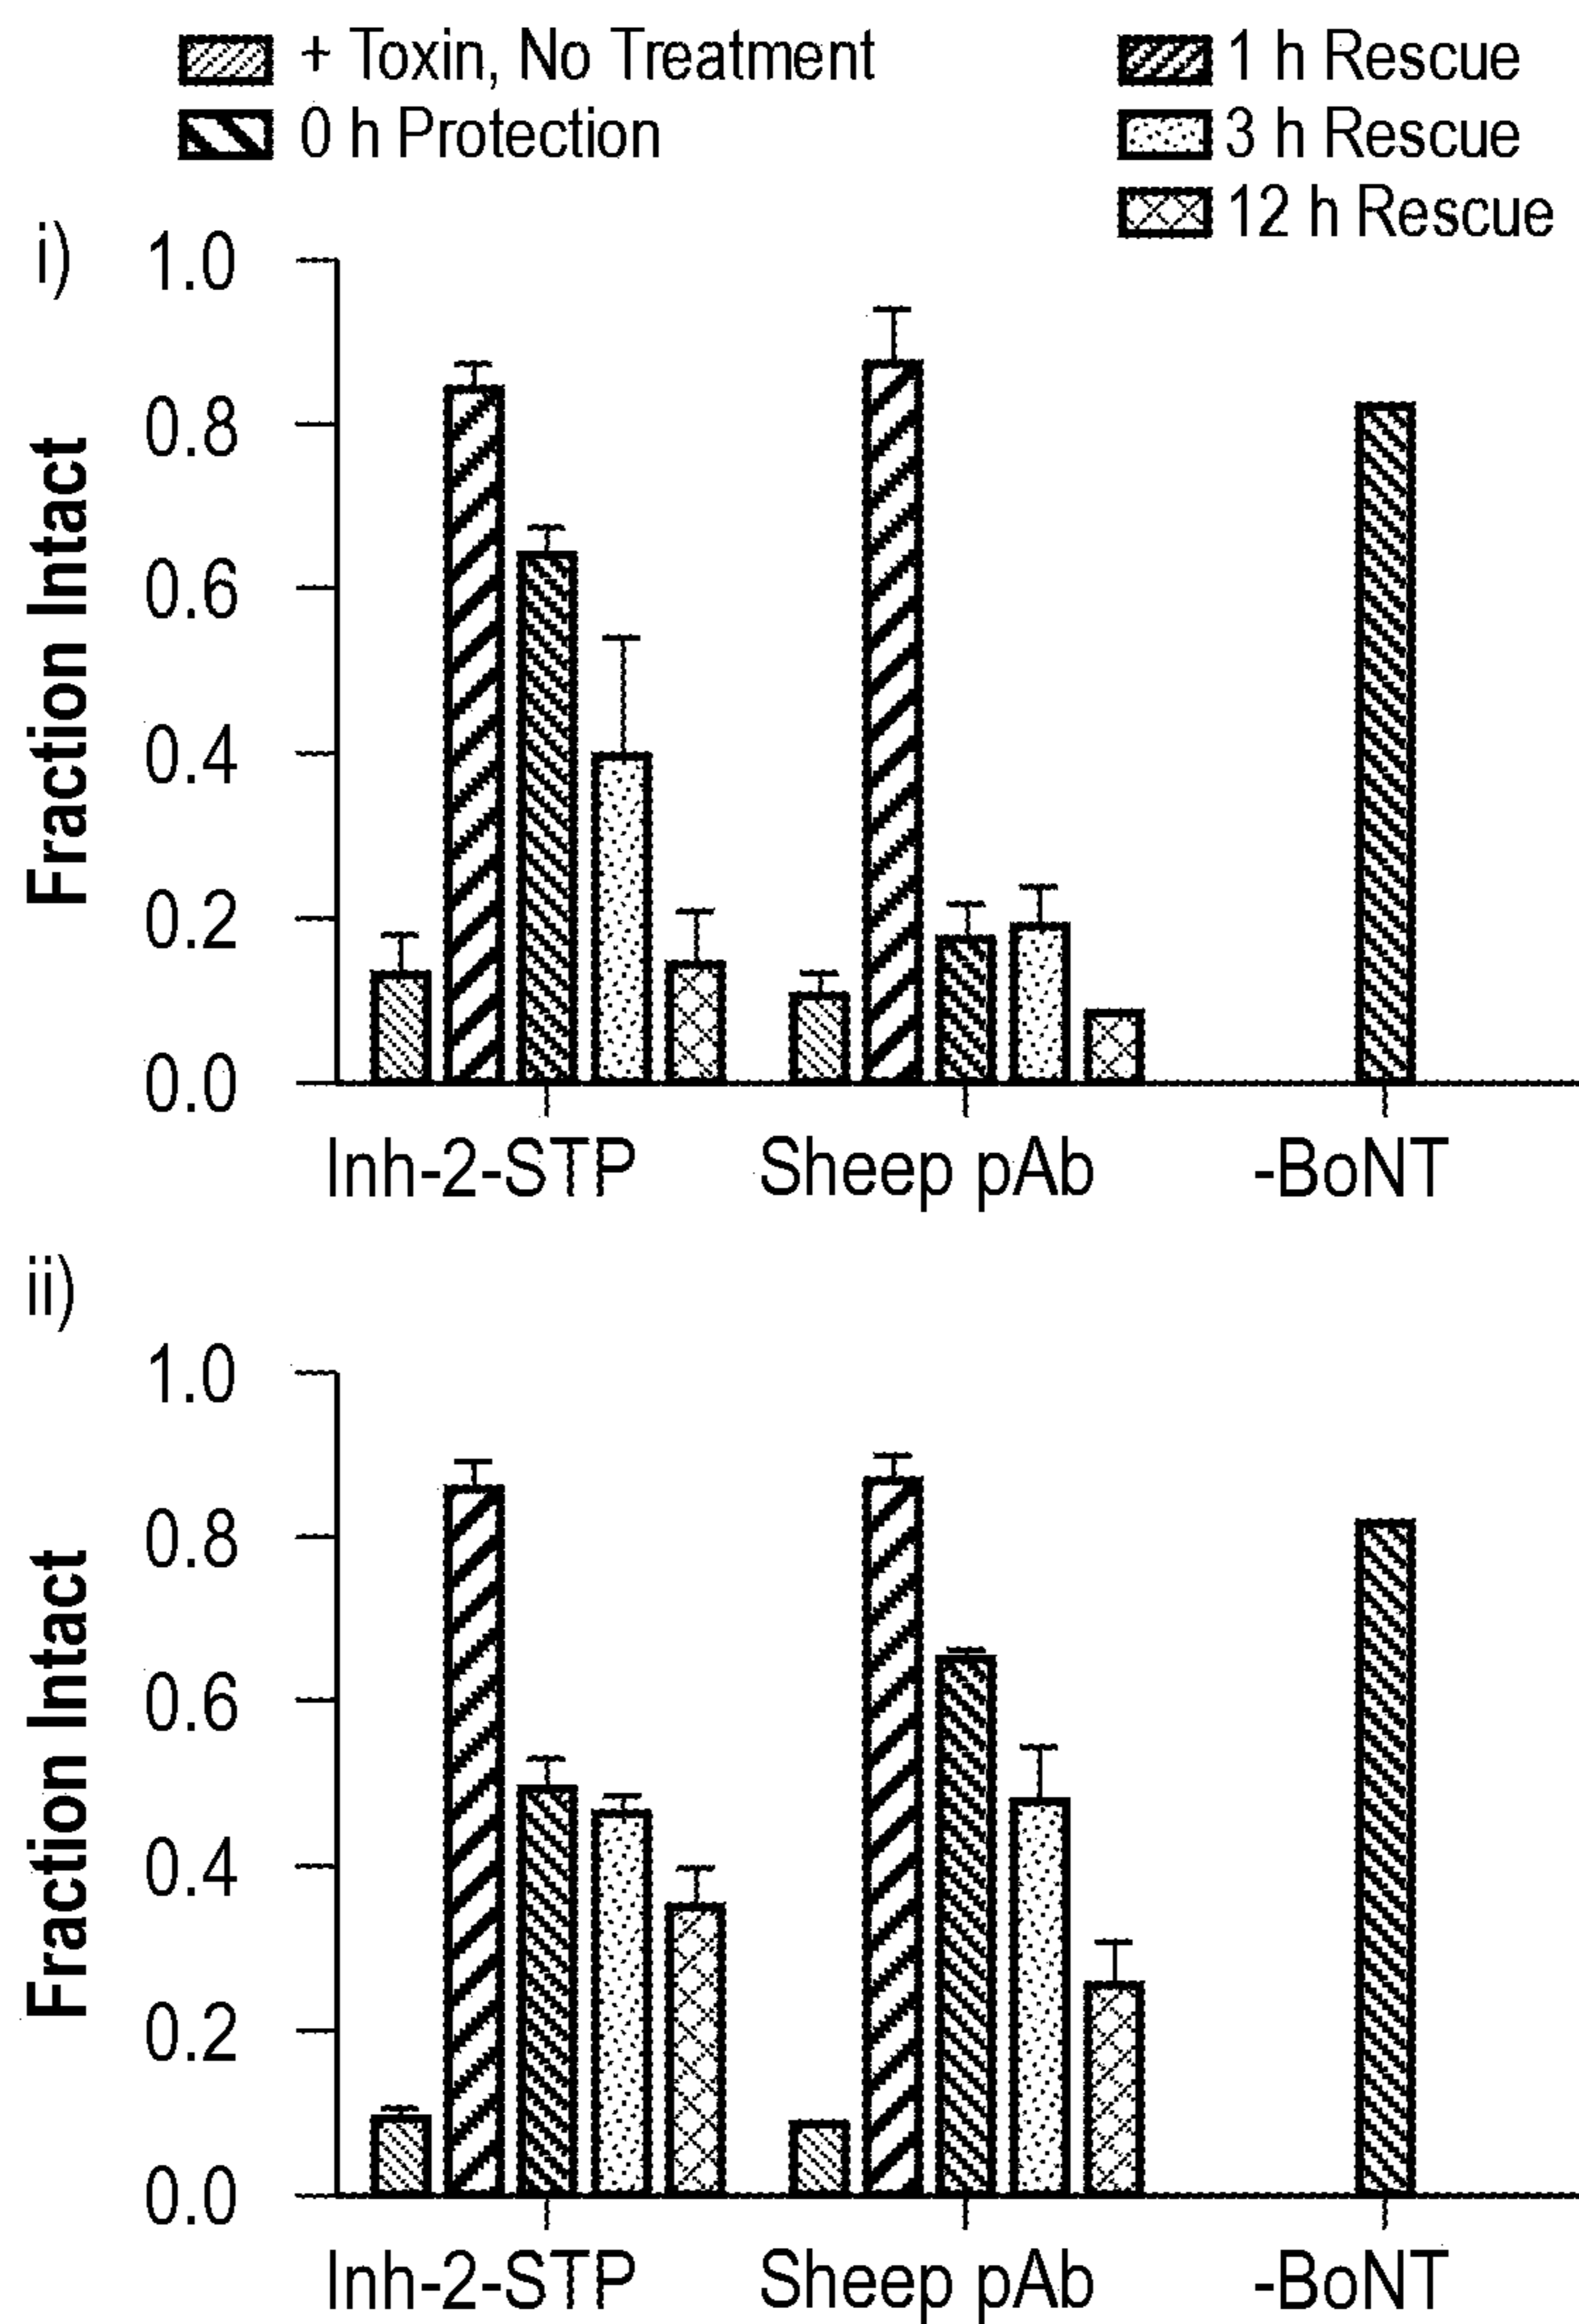 + Toxin, No Treatment
0 h Protection
1 h Rescue
3 h Rescue
12 h Rescue
i)
Fraction Intact
1.0
0.8
0.6
0.4
0.2
0.0
Inh-2-STP Sheep pAb -BoNT
ii)
Fraction Intact
1.0
0.8
0.6
0.4
0.2
0.0
Inh-2-STP Sheep pAb -BoNT